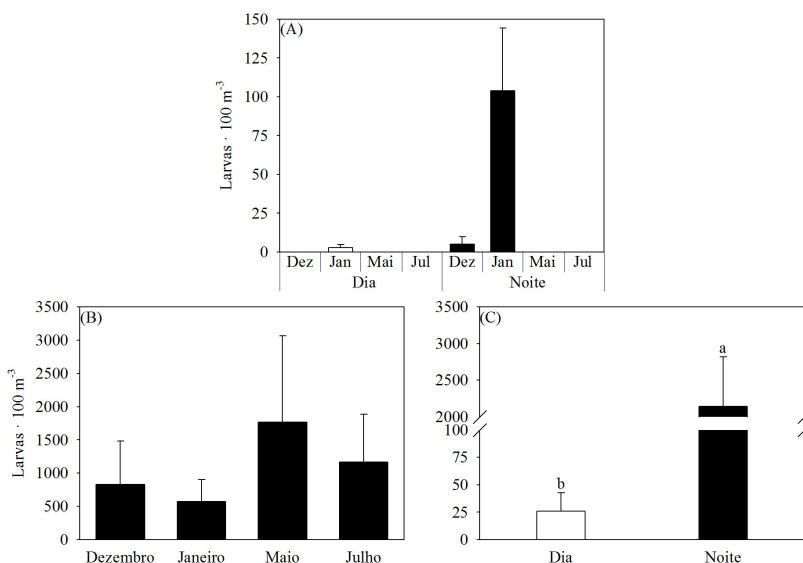 (A)
Larvas · 100 m⁻³
150
125
100
75
50
25
0
Dez Jan Mai Jul Dez Jan Mai Jul
Dia Noite
(B)
Larvas · 100 m⁻³
3500
3000
2500
2000
1500
1000
500
0
Dezembro Janeiro Maio Julho
(C)
3500
3000
2500
2000
100
75
50
25
0
b
a
Dia Noite